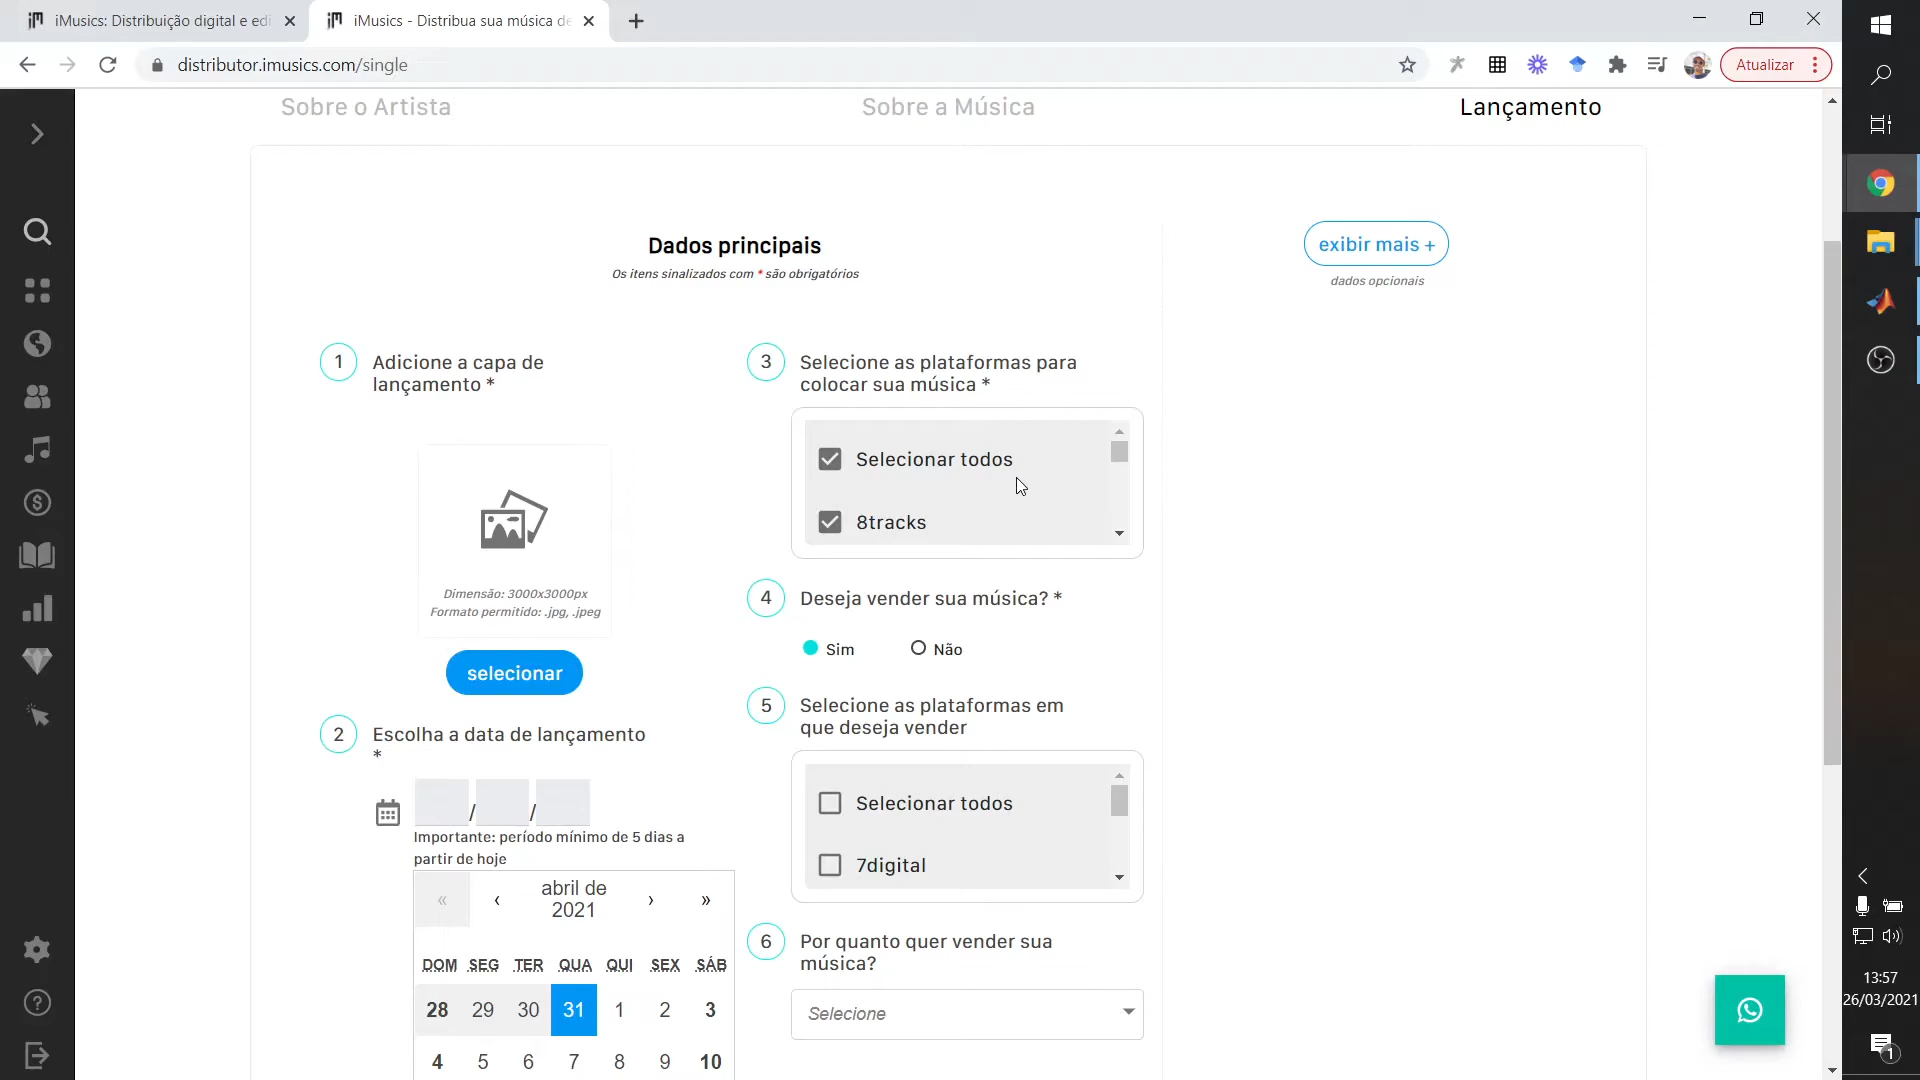 iMusics: Distribuição digital e edi
iMusics - Distribua sua música de
distributor.imusics.com/single
Atualizar
Sobre o Artista
Sobre a Música
Lançamento
Dados principais
Os itens sinalizados com * são obrigatórios
exibir mais +
dados opcionais
1
Adicione a capa de
lançamento *
Dimensão: 3000x3000px
Formato permitido: .jpg, .jpeg
selecionar
2
Escolha a data de lançamento
*
/ /
Importante: período mínimo de 5 dias a
partir de hoje
« ‹ abril de
2021 › »
DOM SEG TER QUA QUI SEX SÁB
28 29 30 31 1 2 3
4 5 6 7 8 9 10
3
Selecione as plataformas para
colocar sua música *
Selecionar todos
8tracks
4
Deseja vender sua música? *
Sim Não
5
Selecione as plataformas em
que deseja vender
Selecionar todos
7digital
6
Por quanto quer vender sua
música?
Selecione
13:57
26/03/2021
1